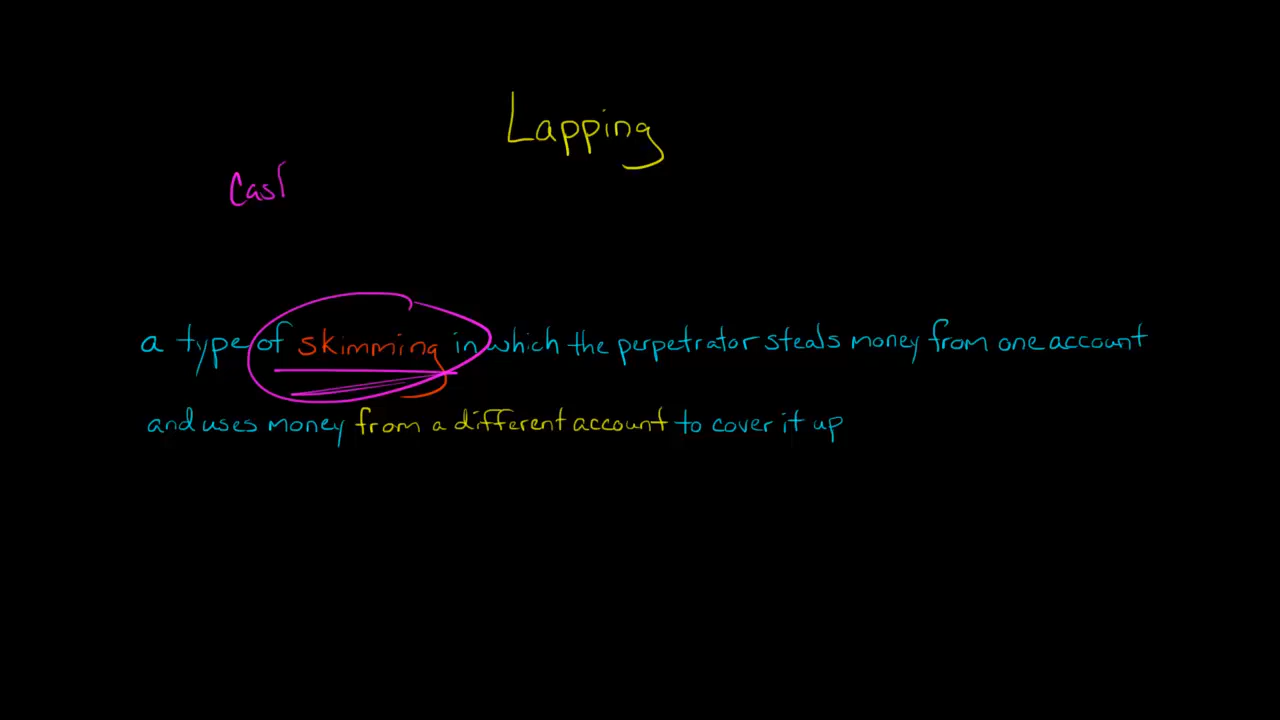 Lapping
Cash
a type of skimming in which the perpetrator steals money from one account
and uses money from a different account to cover it up